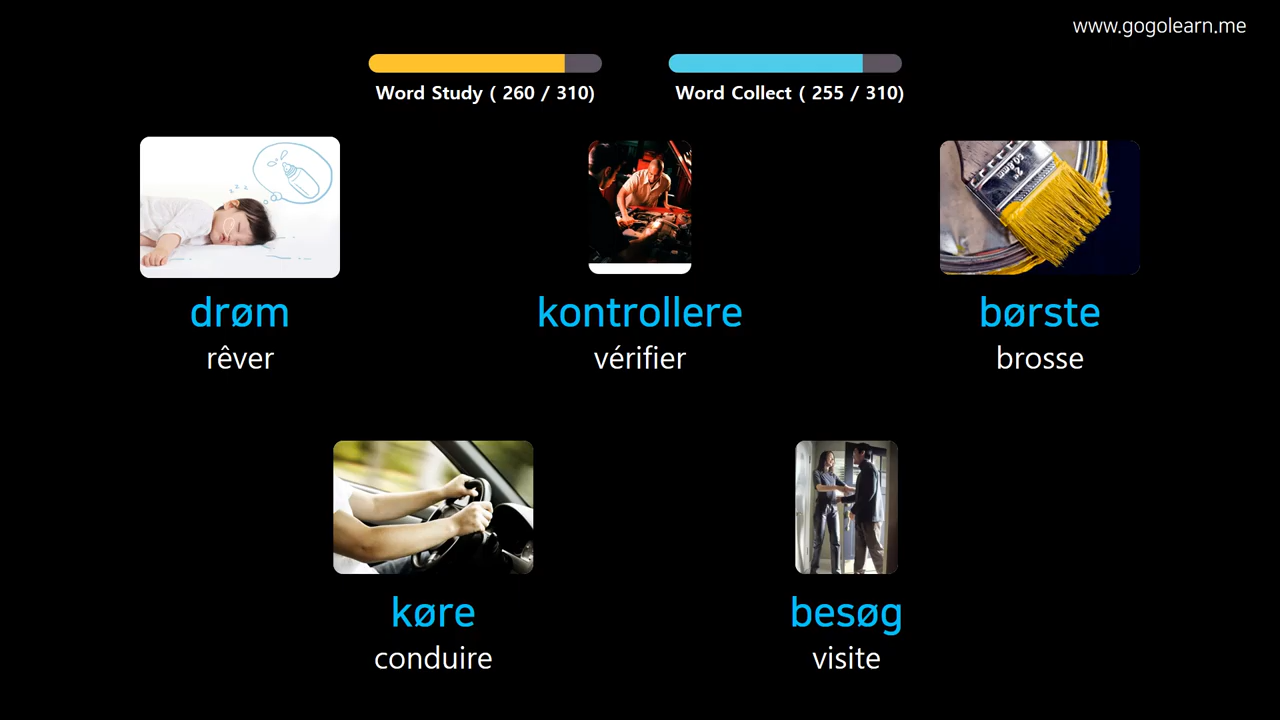 www.gogolearn.me
Word Study ( 260 / 310)
Word Collect ( 255 / 310)
drøm
rêver
kontrollere
vérifier
børste
brosse
køre
conduire
besøg
visite